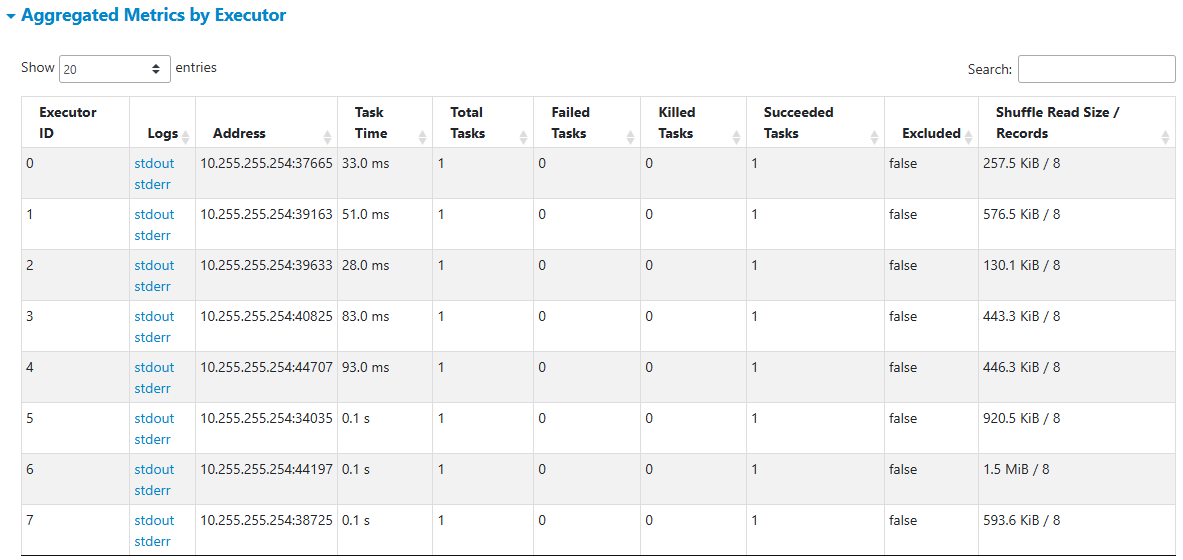 Aggregated Metrics by Executor
Show 20 entries
Search:
Executor ID Logs Address Task Time Total Tasks Failed Tasks Killed Tasks Succeeded Tasks Excluded Shuffle Read Size / Records
0 stdout 10.255.255.254:37665 33.0 ms 1 0 0 1 false 257.5 KiB / 8
stderr
1 stdout 10.255.255.254:39163 51.0 ms 1 0 0 1 false 576.5 KiB / 8
stderr
2 stdout 10.255.255.254:39633 28.0 ms 1 0 0 1 false 130.1 KiB / 8
stderr
3 stdout 10.255.255.254:40825 83.0 ms 1 0 0 1 false 443.3 KiB / 8
stderr
4 stdout 10.255.255.254:44707 93.0 ms 1 0 0 1 false 446.3 KiB / 8
stderr
5 stdout 10.255.255.254:34035 0.1 s 1 0 0 1 false 920.5 KiB / 8
stderr
6 stdout 10.255.255.254:44197 0.1 s 1 0 0 1 false 1.5 MiB / 8
stderr
7 stdout 10.255.255.254:38725 0.1 s 1 0 0 1 false 593.6 KiB / 8
stderr